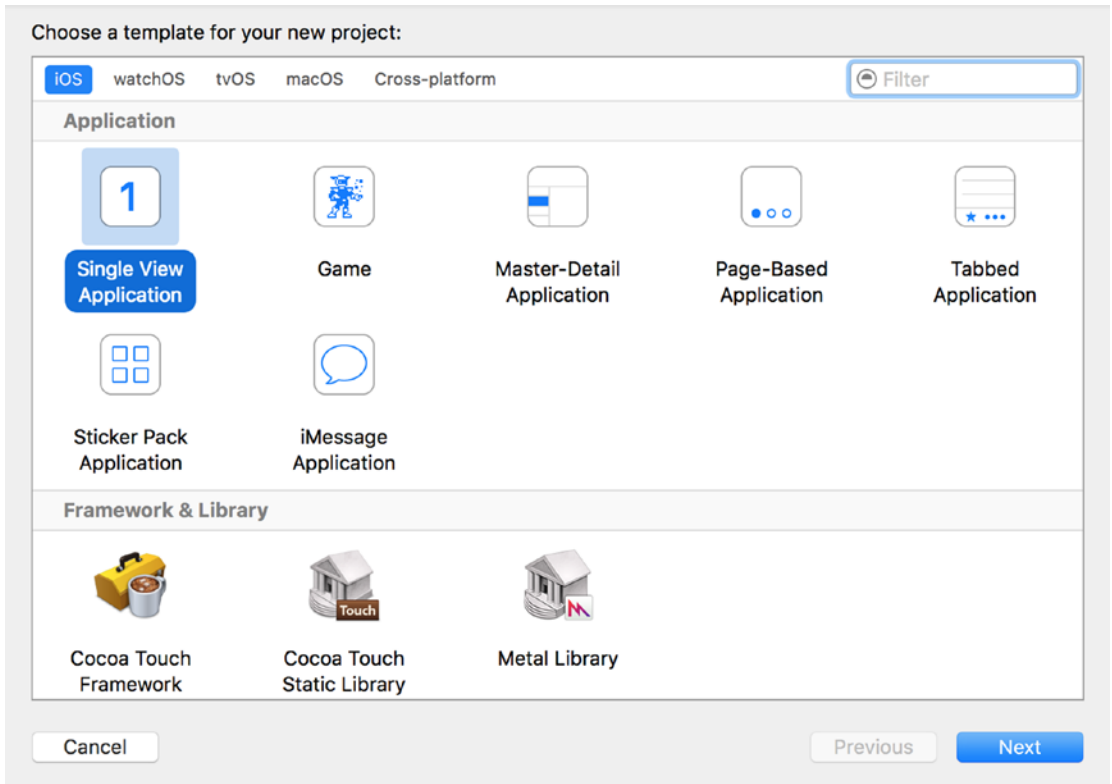 Choose a template for your new project:
iOS watchOS tvOS macOS Cross-platform Filter
Application
1
Single View Application
Game
Master-Detail Application
Page-Based Application
Tabbed Application
Sticker Pack Application
iMessage Application
Framework & Library
Touch
Cocoa Touch Framework
Cocoa Touch Static Library
Metal Library
Cancel Previous Next